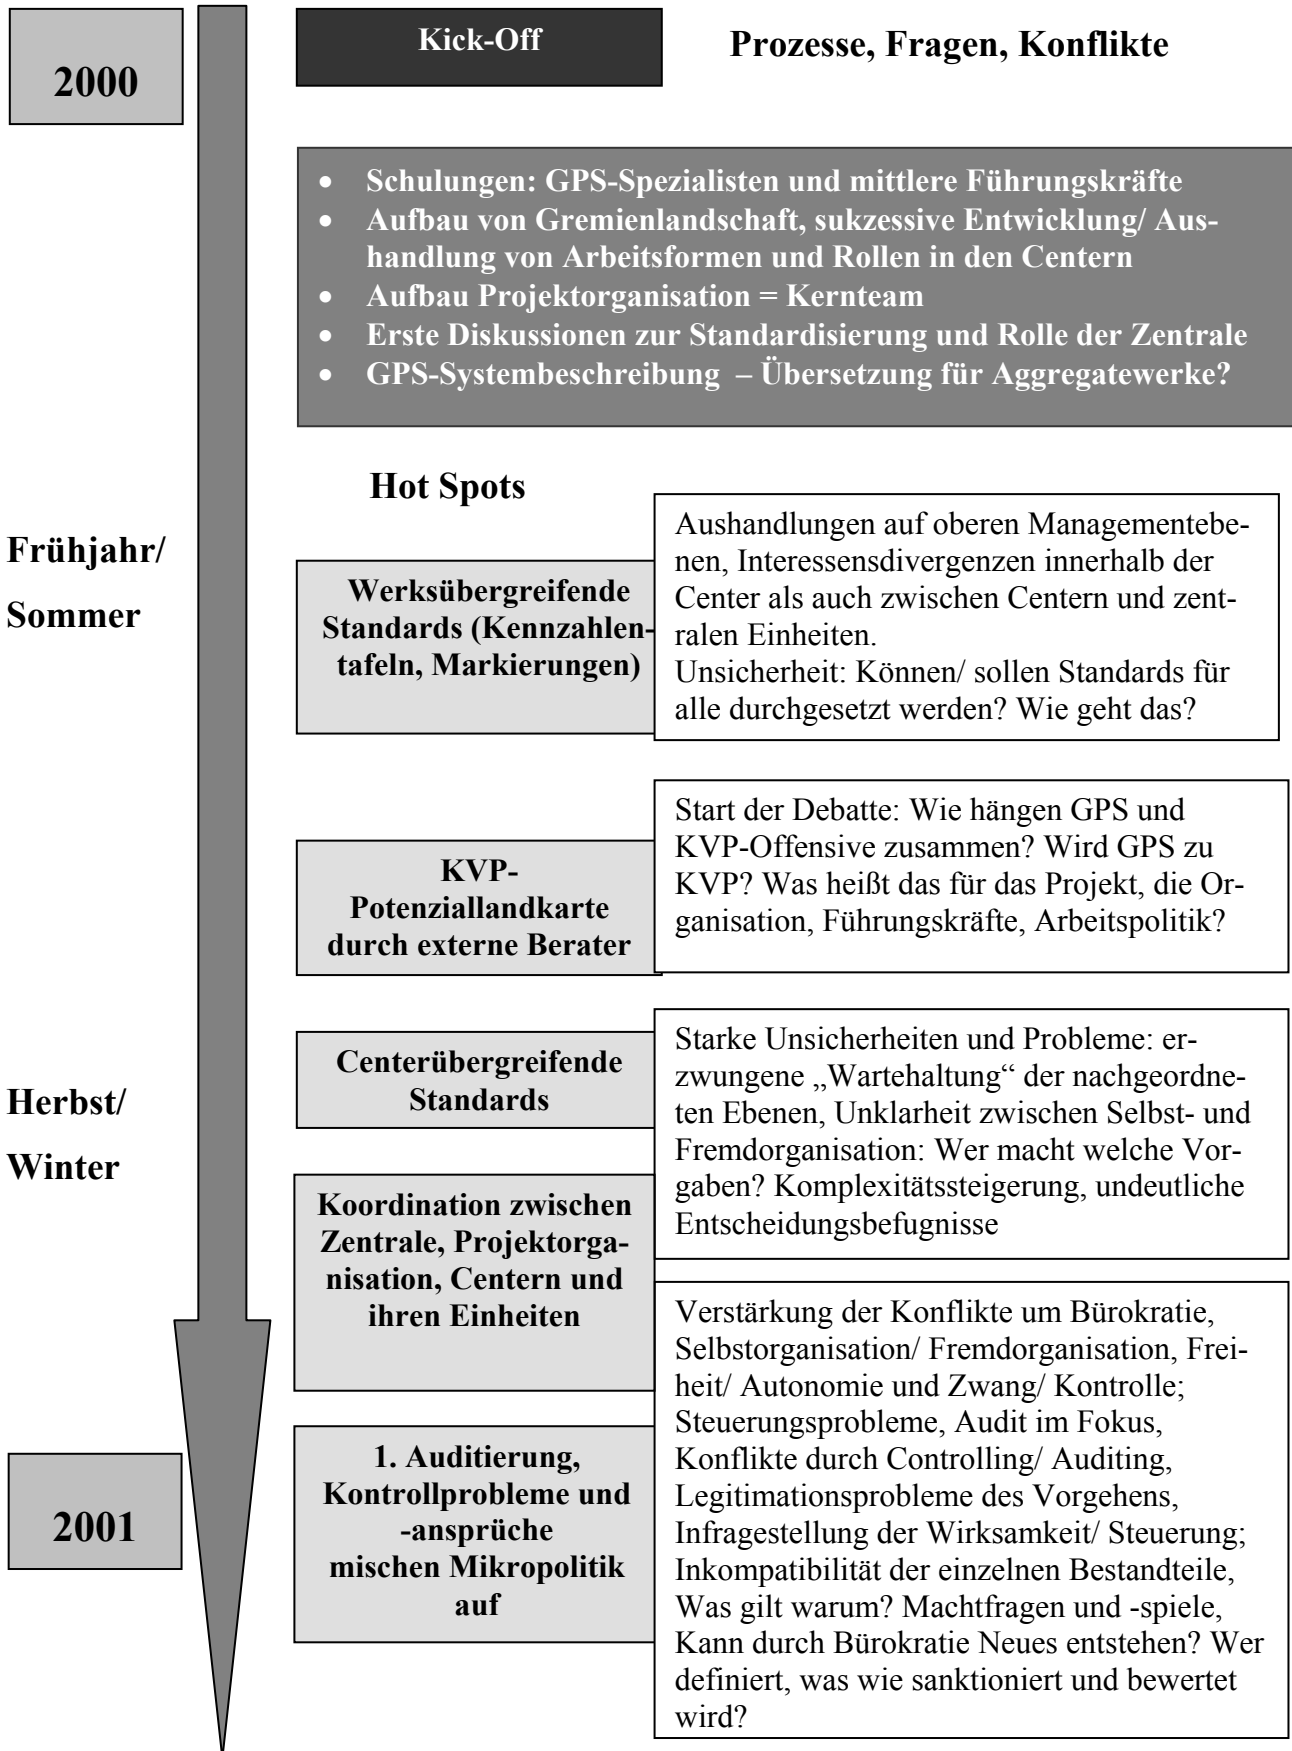 2000
Kick-Off
Prozesse, Fragen, Konflikte
• Schulungen: GPS-Spezialisten und mittlere Führungskräfte
• Aufbau von Gremienlandschaft, sukzessive Entwicklung/ Aus-
handlung von Arbeitsformen und Rollen in den Centern
• Aufbau Projektorganisation = Kernteam
• Erste Diskussionen zur Standardisierung und Rolle der Zentrale
• GPS-Systembeschreibung – Übersetzung für Aggregatewerke?
Hot Spots
Frühjahr/
Sommer
Werksübergreifende
Standards (Kennzahlen-
tafeln, Markierungen)
Aushandlungen auf oberen Managementebe-
nen, Interessensdivergenzen innerhalb der
Center als auch zwischen Centern und zent-
ralen Einheiten.
Unsicherheit: Können/ sollen Standards für
alle durchgesetzt werden? Wie geht das?
KVP-
Potenziallandkarte
durch externe Berater
Start der Debatte: Wie hängen GPS und
KVP-Offensive zusammen? Wird GPS zu
KVP? Was heißt das für das Projekt, die Or-
ganisation, Führungskräfte, Arbeitspolitik?
Herbst/
Winter
Centerübergreifende
Standards
Koordination zwischen
Zentrale, Projektorga-
nisation, Centern und
ihren Einheiten
Starke Unsicherheiten und Probleme: er-
zwungene „Wartehaltung“ der nachgeordne-
ten Ebenen, Unklarheit zwischen Selbst- und
Fremdorganisation: Wer macht welche Vor-
gaben? Komplexitätssteigerung, undeutliche
Entscheidungsbefugnisse
2001
1. Auditierung,
Kontrollprobleme und
-ansprüche
mischen Mikropolitik
auf
Verstärkung der Konflikte um Bürokratie,
Selbstorganisation/ Fremdorganisation, Frei-
heit/ Autonomie und Zwang/ Kontrolle;
Steuerungsprobleme, Audit im Fokus,
Konflikte durch Controlling/ Auditing,
Legitimationsprobleme des Vorgehens,
Infragestellung der Wirksamkeit/ Steuerung;
Inkompatibilität der einzelnen Bestandteile,
Was gilt warum? Machtfragen und -spiele,
Kann durch Bürokratie Neues entstehen? Wer
definiert, was wie sanktioniert und bewertet
wird?